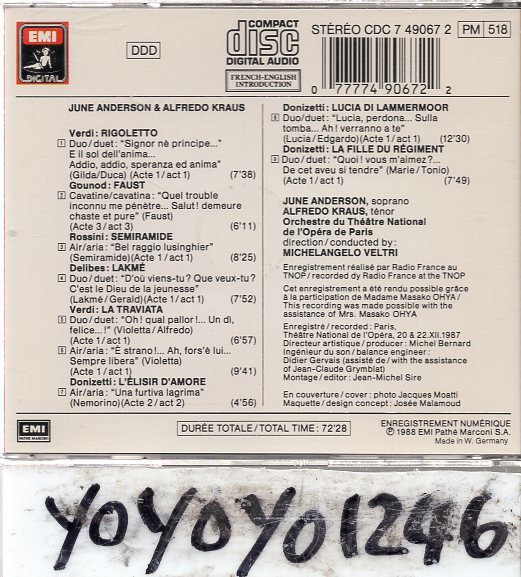 EMI
DIGITAL
DDD
COMPACT
disc
DIGITAL AUDIO
FRENCH-ENGLISH
INTRODUCTION
STÉRÉO CDC 7 49067 2
PM 518
0 77774 90672 2
JUNE ANDERSON & ALFREDO KRAUS
Verdi: RIGOLETTO
1 Duo/duet: “Signor nè principe...”
E il sol dell'anima...
Addio, addio, speranza ed anima”
(Gilda/Duca) (Acte 1/act 1) (7'38)
Gounod: FAUST
2 Cavatine/cavatina: “Quel trouble
inconnu me pénètre... Salut! demeure
chaste et pure” (Faust)
(Acte 3/act 3) (6'11)
Rossini: SEMIRAMIDE
3 Air/aria: “Bel raggio lusinghier”
(Semiramide)(Acte 1/act 1) (8'25)
Delibes: LAKMÉ
4 Duo/duet: “D'où viens-tu? Que veux-tu?
C'est le Dieu de la jeunesse”
(Lakmé/Gerald)(Acte 1/act 1) (7'52)
Verdi: LA TRAVIATA
5 Duo/duet: “Oh! qual pallor!... Un dì,
felice...!” (Violetta/Alfredo)
(Acte 1/act 1) (6'57)
6 Air/aria: “È strano!... Ah, fors'è lui...
Sempre libera” (Violetta)
(Acte 1/act 1) (9'41)
Donizetti: L'ÉLISIR D'AMORE
7 Air/aria: “Una furtiva lagrima”
(Nemorino)(Acte 2/act 2) (4'56)
Donizetti: LUCIA DI LAMMERMOOR
8 Duo/duet: “Lucia, perdona... Sulla
tomba... Ah! verranno a te”
(Lucia/Edgardo)(Acte 1/act 1) (12'30)
Donizetti: LA FILLE DU RÉGIMENT
9 Duo/duet: “Quoi! vous m'aimez?...
De cet aveu si tendre” (Marie/Tonio)
(Acte 1/act 1) (7'49)
JUNE ANDERSON, soprano
ALFREDO KRAUS, ténor
Orchestre du Théâtre National
de l'Opéra de Paris
direction/conducted by:
MICHELANGELO VELTRI
Enregistrement réalisé par Radio France au
TNOP/recorded by Radio France at the TNOP
Cet enregistrement a été rendu possible grâce
à la participation de Madame Masako OHYA/
This recording was made possible with the
assistance of Mrs. Masako OHYA
Enregistré/recorded: Paris,
Théâtre National de l'Opéra, 20 & 22.XII.1987
Directeur artistique/producer: Michel Bernard
Ingénieur du son/balance engineer:
Didier Gervais (assisté de/with the assistance
of Jean-Claude Grymblat)
Montage/editor: Jean-Michel Sire
En couverture/cover: photo Jacques Moatti
Maquette/design concept: Josée Malamoud
EMI
PATHÉ MARCONI
DURÉE TOTALE/TOTAL TIME: 72'28
ENREGISTREMENT NUMÉRIQUE
℗ 1988 EMI Pathé Marconi S.A.
Made in W. Germany
YOYOYO1246